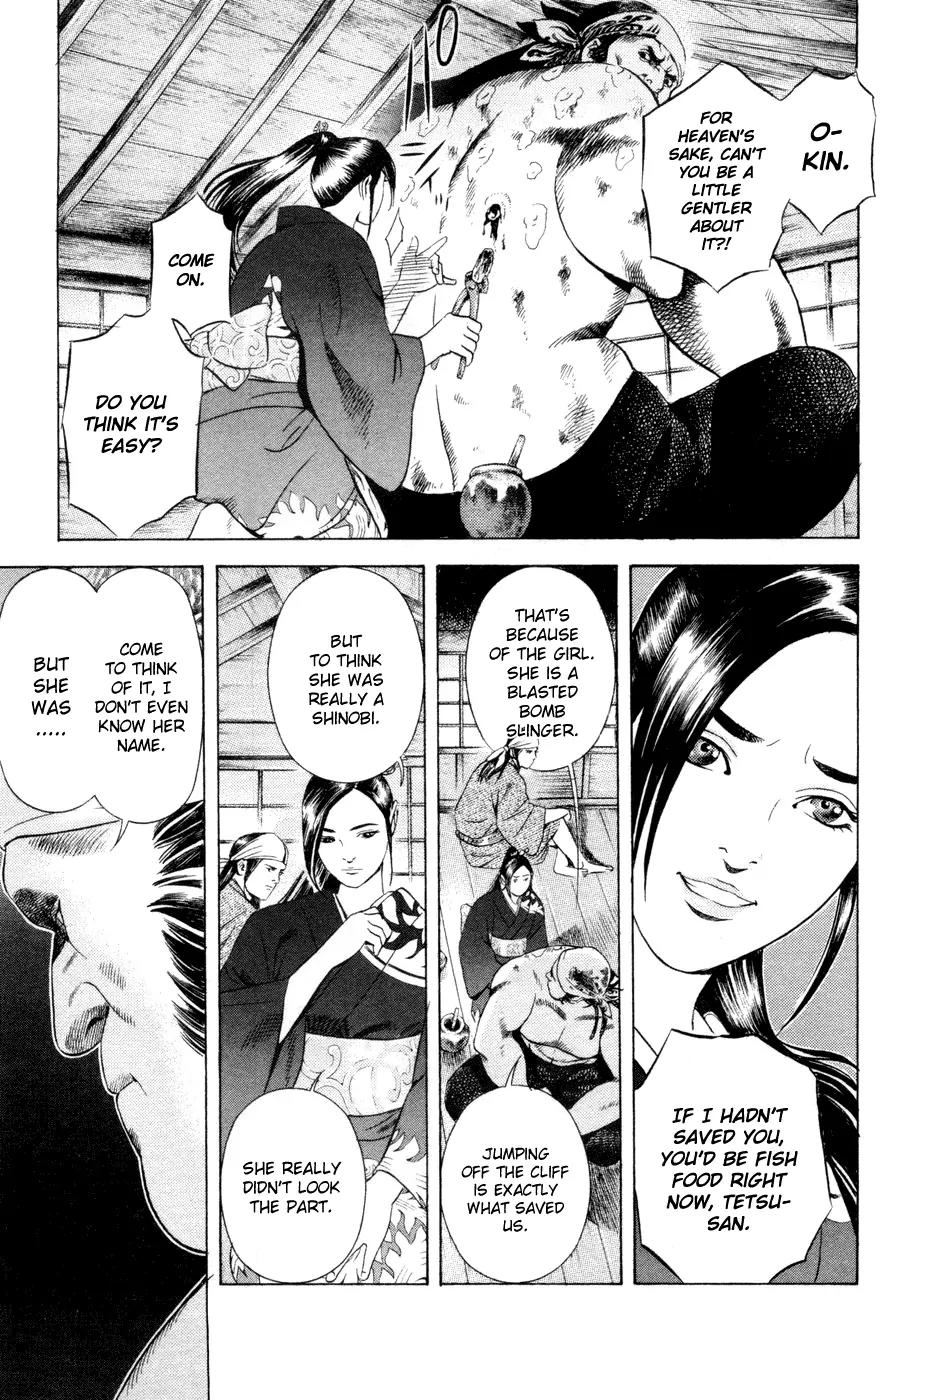 O-
KIN.
FOR
HEAVEN'S
SAKE, CAN'T
YOU BE A
LITTLE
GENTLER
ABOUT
IT?!
COME
ON.
DO YOU
THINK IT'S
EASY?
IF I HADN'T
SAVED YOU,
YOU'D BE FISH
FOOD RIGHT
NOW, TETSU-
SAN.
THAT'S
BECAUSE
OF THE GIRL.
SHE IS A
BLASTED
BOMB
SLINGER.
JUMPING
OFF THE CLIFF
IS EXACTLY
WHAT SAVED
US.
BUT
TO THINK
SHE WAS
REALLY A
SHINOBI.
SHE REALLY
DIDN'T LOOK
THE PART.
COME
TO THINK
OF IT, I
DON'T EVEN
KNOW HER
NAME.
BUT
SHE
WAS
.....